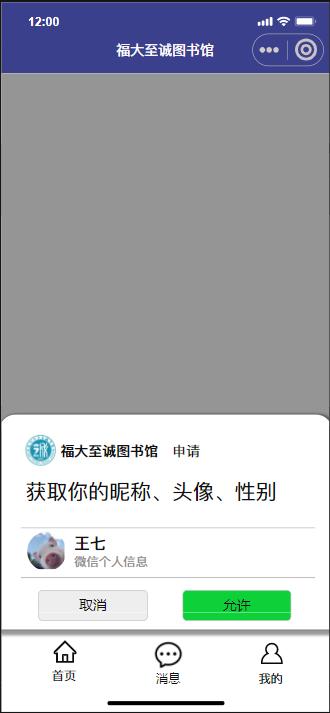 12:00
福大至诚图书馆
福大至诚图书馆 申请
获取你的昵称、头像、性别
王七
微信个人信息
取消 允许
首页 消息 我的